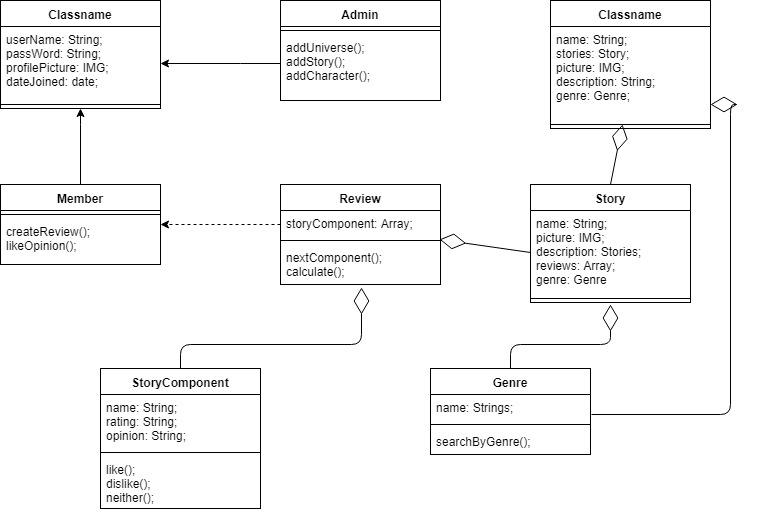 Classname
userName: String;
passWord: String;
profilePicture: IMG;
dateJoined: date;
Admin
addUniverse();
addStory();
addCharacter();
Classname
name: String;
stories: Story;
picture: IMG;
description: String;
genre: Genre;
Member
createReview();
likeOpinion();
Review
storyComponent: Array;
nextComponent();
calculate();
Story
name: String;
picture: IMG;
description: Stories;
reviews: Array;
genre: Genre
StoryComponent
name: String;
rating: String;
opinion: String;
like();
dislike();
neither();
Genre
name: Strings;
searchByGenre();